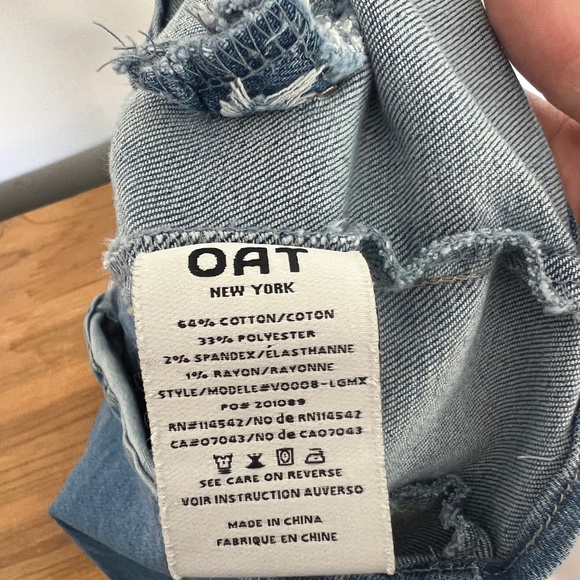 OAT
NEW YORK
64% COTTON/COTON
33% POLYESTER
2% SPANDEX/ÉLASTHANNE
1% RAYON/RAYONNE
STYLE/MODELE#V0008-LGMX
PO# 201089
RN#114542/NO de RN114542
CA#07043/NO de CA07043
SEE CARE ON REVERSE
VOIR INSTRUCTION AUVERSO
MADE IN CHINA
FABRIQUE EN CHINE